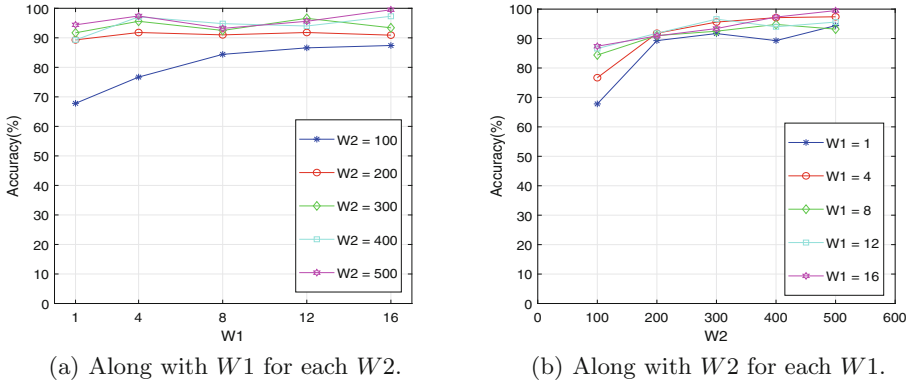 100
90
80
70
60
50
40
30
20
10
0
Accuracy(%)
1 4 8 12 16
W1
W2 = 100
W2 = 200
W2 = 300
W2 = 400
W2 = 500
(a) Along with W1 for each W2.
100
90
80
70
60
50
40
30
20
10
0
Accuracy(%)
0 100 200 300 400 500 600
W2
W1 = 1
W1 = 4
W1 = 8
W1 = 12
W1 = 16
(b) Along with W2 for each W1.